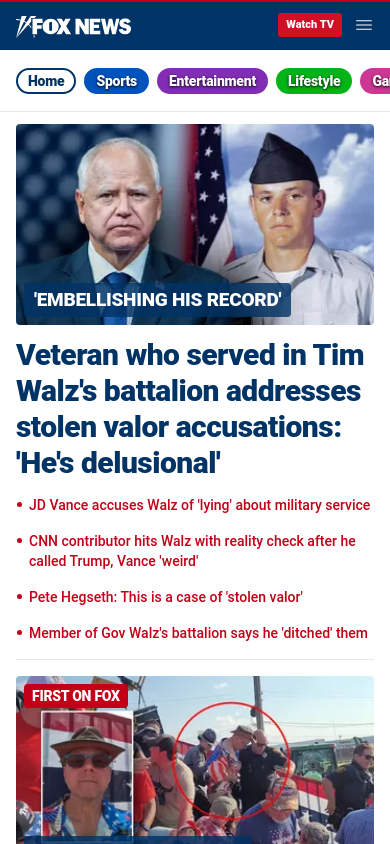 FOX NEWS
Watch TV
Home
Sports
Entertainment
Lifestyle
Ga
'EMBELLISHING HIS RECORD'
Veteran who served in Tim
Walz's battalion addresses
stolen valor accusations:
'He's delusional'
• JD Vance accuses Walz of 'lying' about military service
• CNN contributor hits Walz with reality check after he
called Trump, Vance 'weird'
• Pete Hegseth: This is a case of 'stolen valor'
• Member of Gov Walz's battalion says he 'ditched' them
FIRST ON FOX